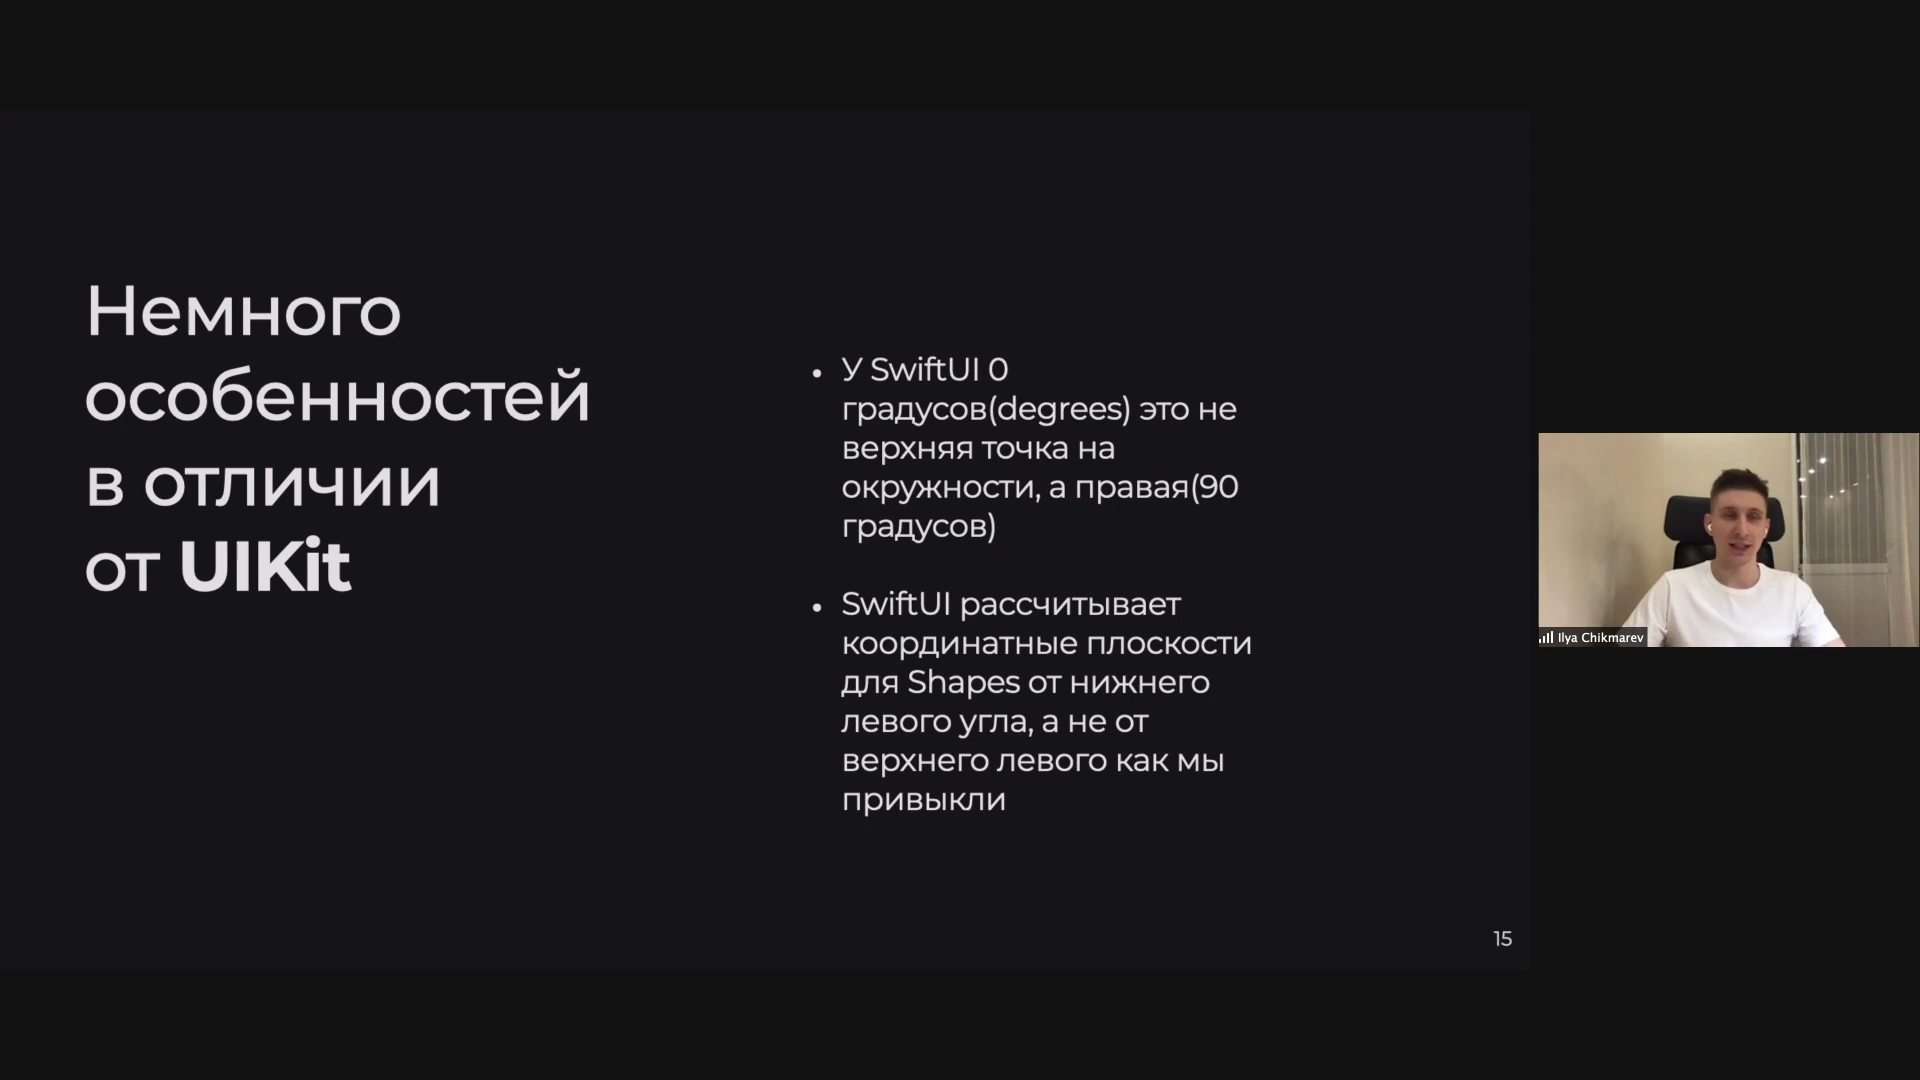 Немного
особенностей
в отличии
от UIKit
• У SwiftUI 0
градусов(degrees) это не
верхняя точка на
окружности, а правая(90
градусов)
• SwiftUI рассчитывает
координатные плоскости
для Shapes от нижнего
левого угла, а не от
верхнего левого как мы
привыкли
Ilya Chikmarev
15